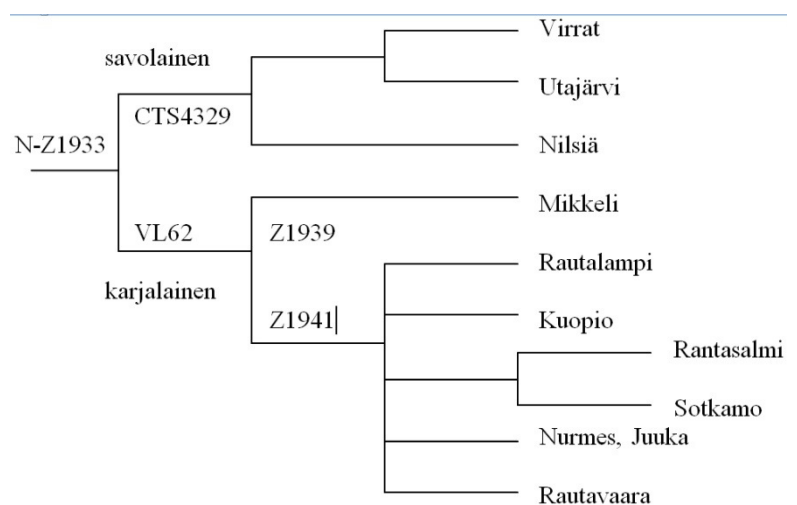 Virrat
savolainen
Utajärvi
CTS4329
N-Z1933
Nilsiä
Mikkeli
VL62
Z1939
Rautalampi
karjalainen
Z1941
Kuopio
Rantasalmi
Sotkamo
Nurmes, Juuka
Rautavaara